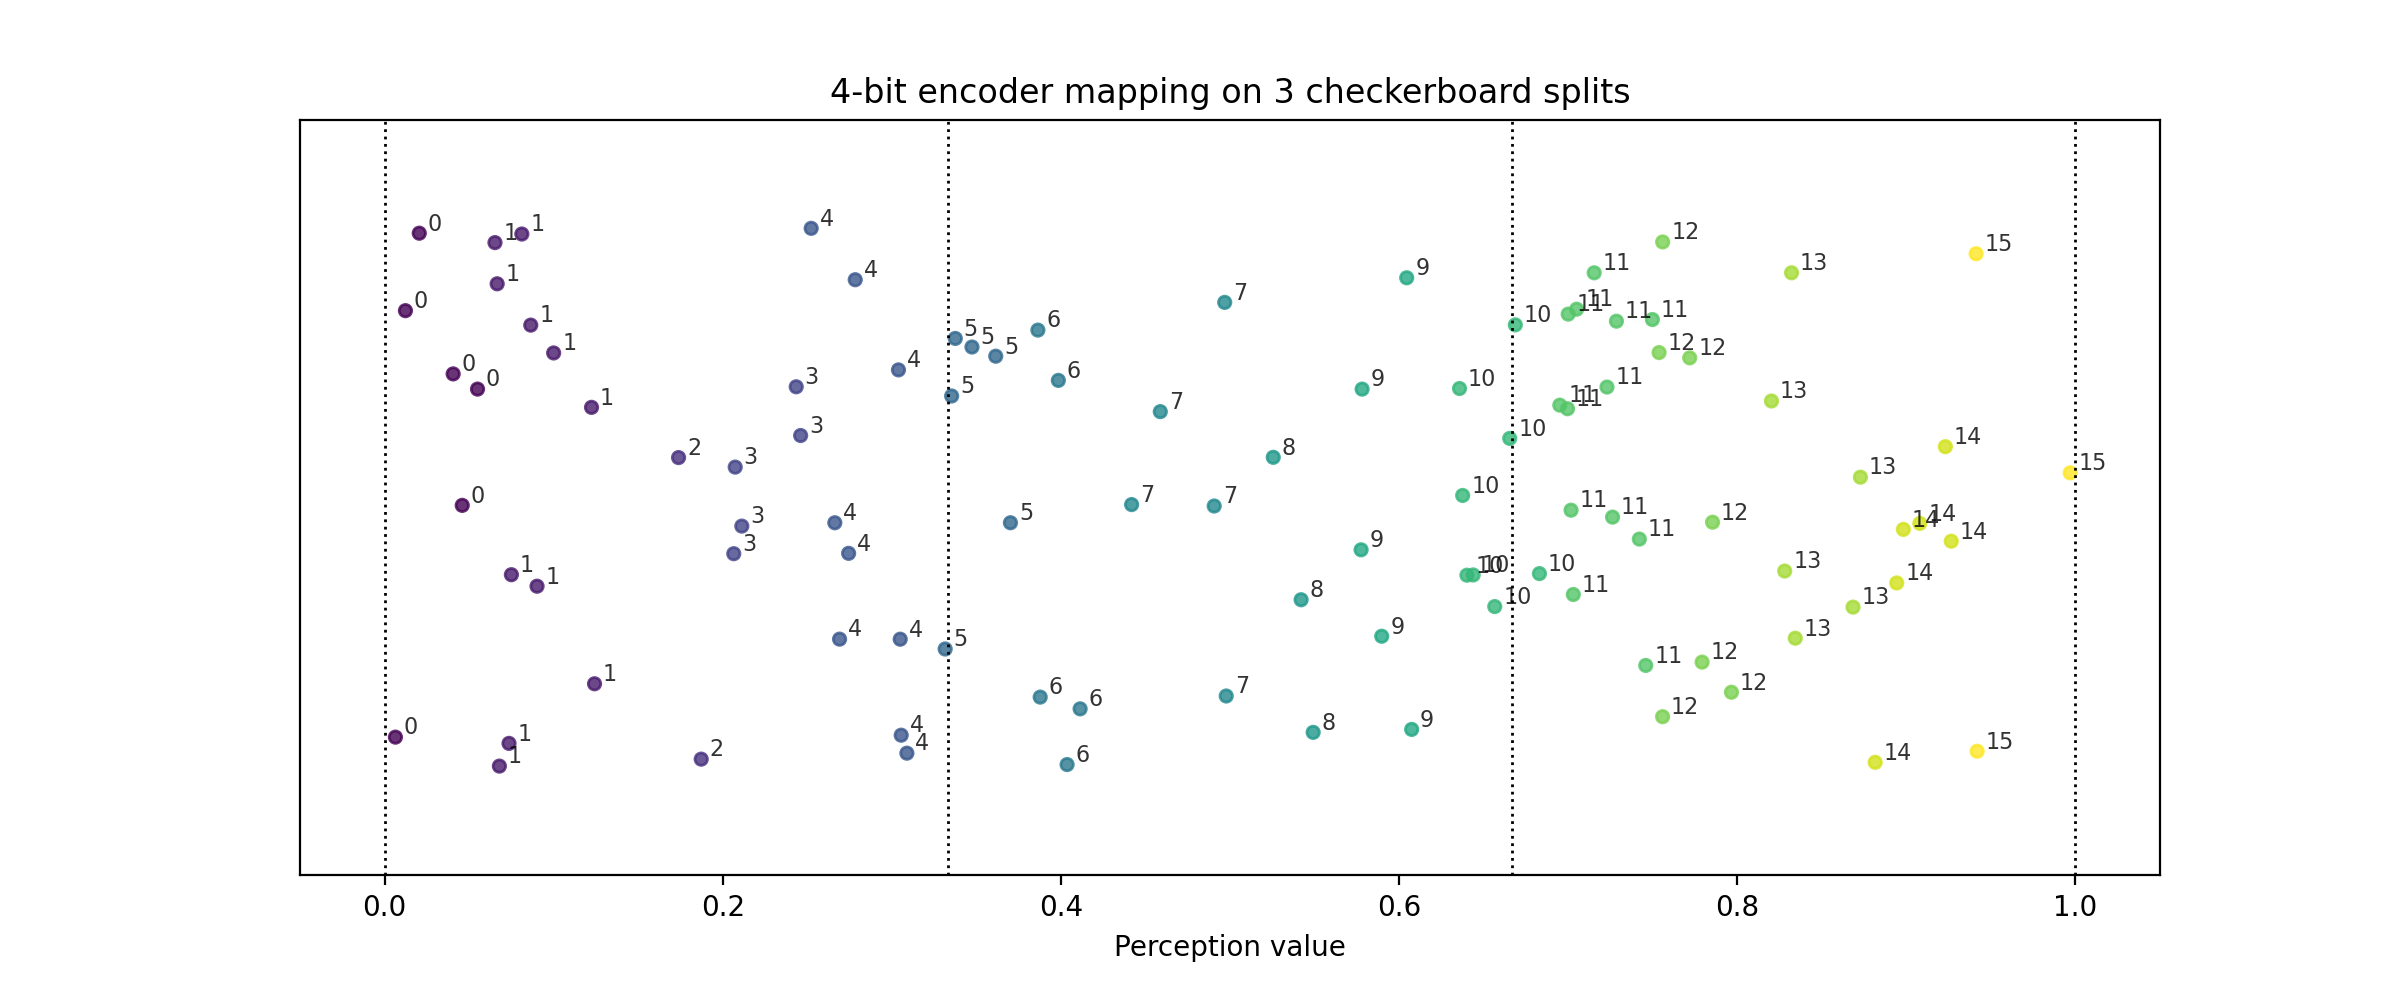 4-bit encoder mapping on 3 checkerboard splits
4
0 1 1 12
15
4 1 11 13
9
0 7
6 1 10 11 11 11 11
5 5 5 1 12 12
4 0 6 3 0 9 10 11
5 1 7 11 11 13
3 10
2 3 8 14
13 15
0 7 7 10 11 11
3 4 5 11 12 14 14
3 4 9 14
1 1 10 10 10 13 14
8 10 11 13
4 4 5 9 13
11 12
1 6 6 7 12
12
0 1 4 8 9
1 2 4 6 14 15
0.0 0.2 0.4 0.6 0.8 1.0
Perception value